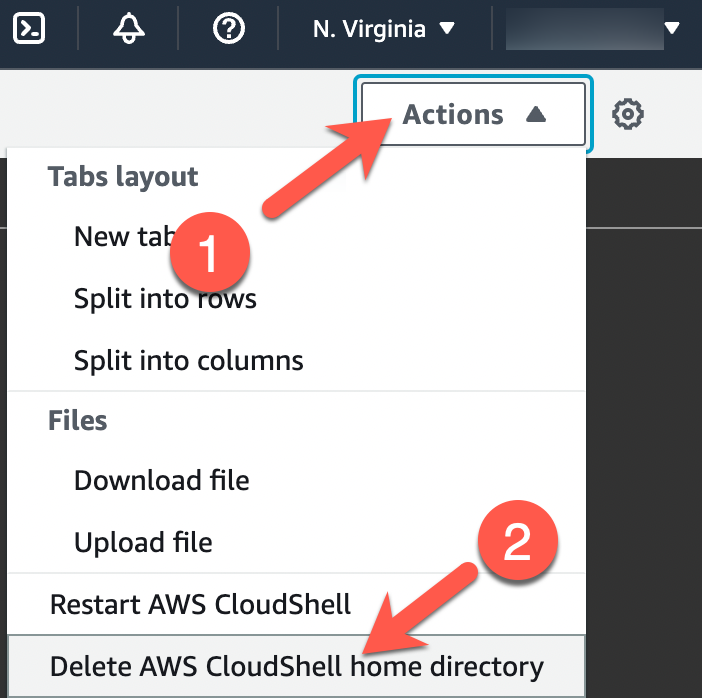 N. Virginia
Actions
Tabs layout
1
New tab
Split into rows
Split into columns
Files
Download file
2
Upload file
Restart AWS CloudShell
Delete AWS CloudShell home directory